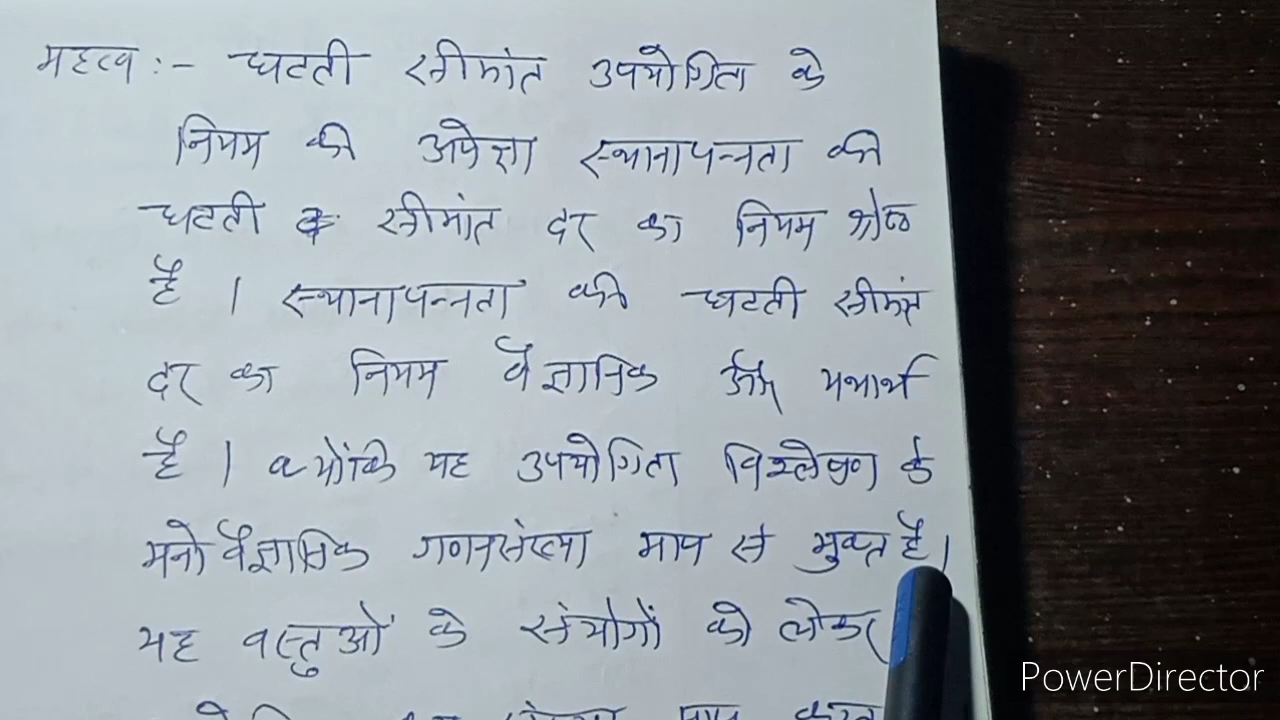 महत्व :- घटती सीमांत उपयोगिता के
नियम की अपेक्षा स्थानापन्नता की
घटती सीमांत दर का नियम श्रेष्ठ
है । स्थानापन्नता की घटती सीमांत
दर का नियम वैज्ञानिक और यथार्थ
है । क्योंकि यह उपयोगिता विश्लेषण के
मनोवैज्ञानिक गणनसंख्या माप से मुक्त है ।
यह वस्तुओं के संयोगों को लेकर
माप करता
PowerDirector